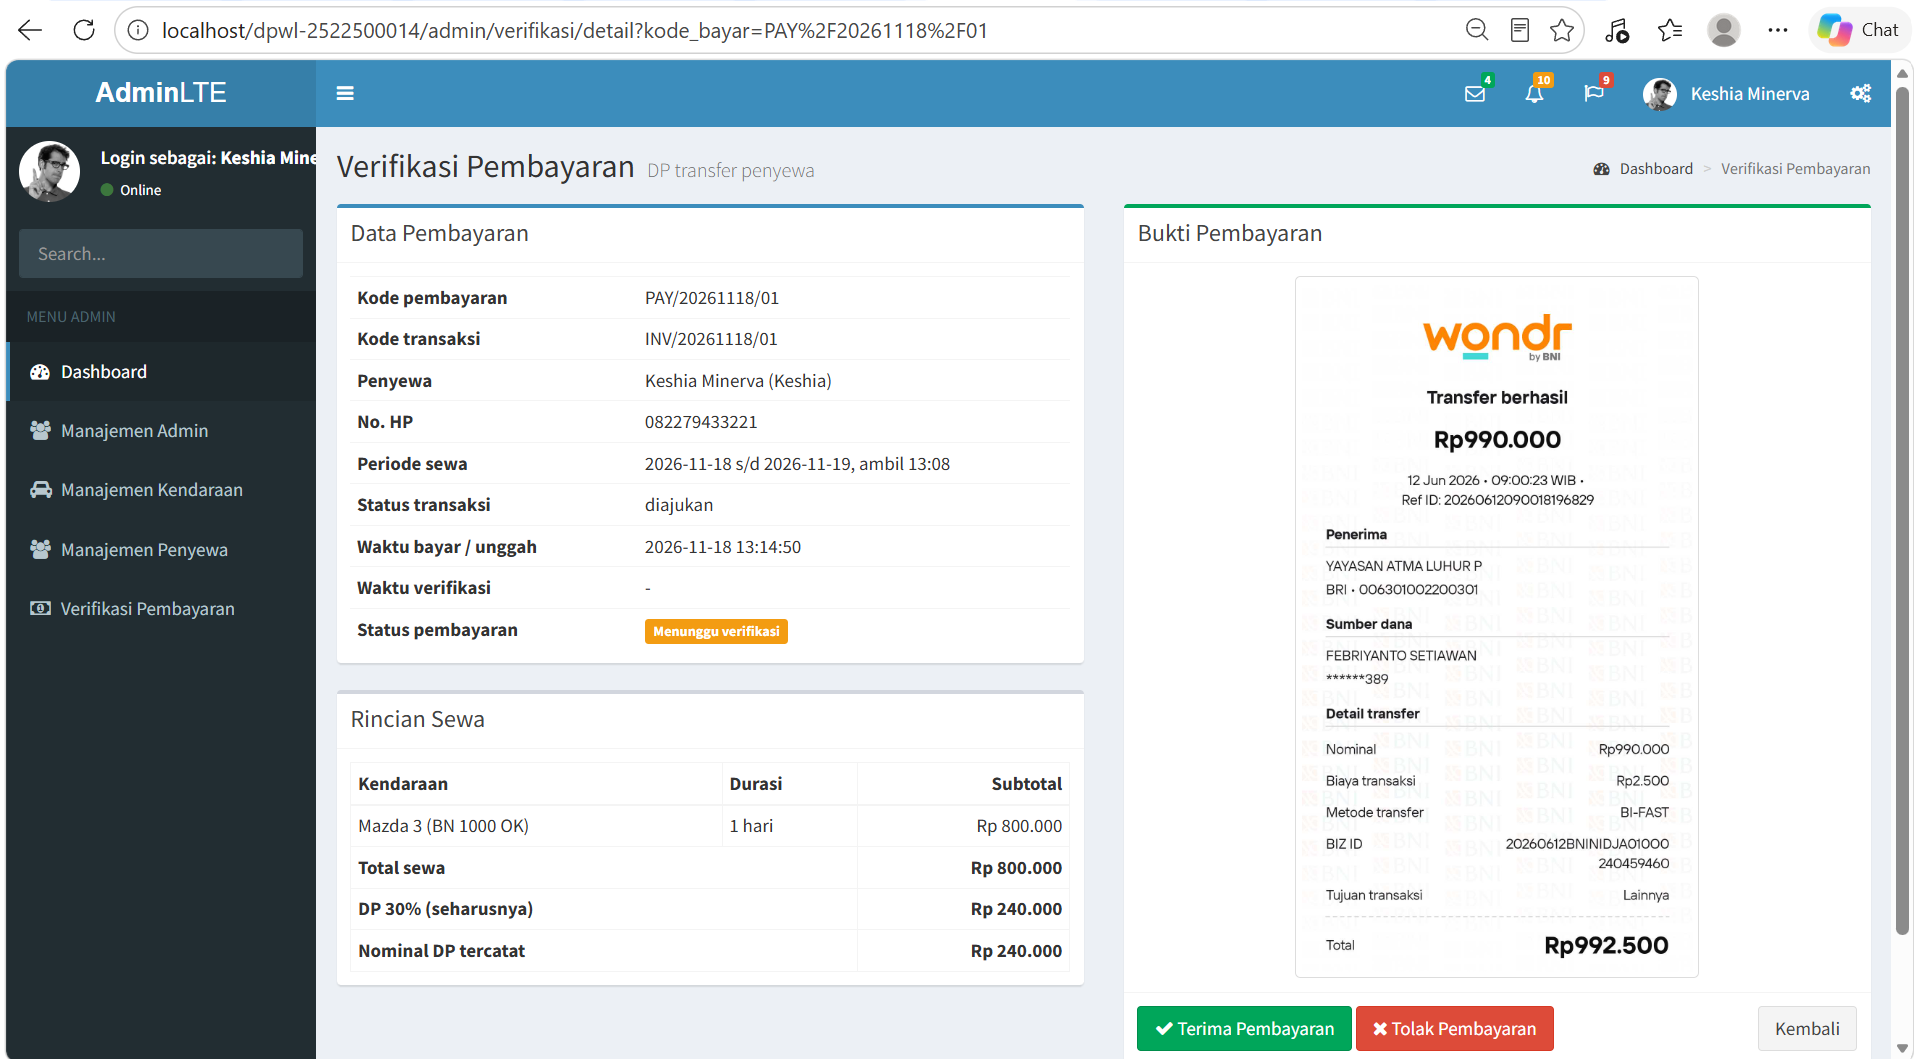 localhost/dpwl-2522500014/admin/verifikasi/detail?kode_bayar=PAY%2F20261118%2F01
Chat
AdminLTE
4
10
9
Keshia Minerva
Login sebagai: Keshia Mine
Online
Search...
MENU ADMIN
Dashboard
Manajemen Admin
Manajemen Kendaraan
Manajemen Penyewa
Verifikasi Pembayaran
Verifikasi Pembayaran DP transfer penyewa
Dashboard > Verifikasi Pembayaran
Data Pembayaran
Kode pembayaran PAY/20261118/01
Kode transaksi INV/20261118/01
Penyewa Keshia Minerva (Keshia)
No. HP 082279433221
Periode sewa 2026-11-18 s/d 2026-11-19, ambil 13:08
Status transaksi diajukan
Waktu bayar / unggah 2026-11-18 13:14:50
Waktu verifikasi -
Status pembayaran Menunggu verifikasi
Rincian Sewa
Kendaraan Durasi Subtotal
Mazda 3 (BN 1000 OK) 1 hari Rp 800.000
Total sewa Rp 800.000
DP 30% (seharusnya) Rp 240.000
Nominal DP tercatat Rp 240.000
Bukti Pembayaran
wondr
by BNI
Transfer berhasil
Rp990.000
12 Jun 2026 • 09:00:23 WIB •
Ref ID: 20260612090018196829
Penerima
YAYASAN ATMA LUHUR P
BRI • 006301002200301
Sumber dana
FEBRIYANTO SETIAWAN
******389
Detail transfer
Nominal Rp990.000
Biaya transaksi Rp2.500
Metode transfer BI-FAST
BIZ ID 20260612BNINIDJA01000
240459460
Tujuan transaksi Lainnya
Total Rp992.500
Terima Pembayaran
Tolak Pembayaran
Kembali